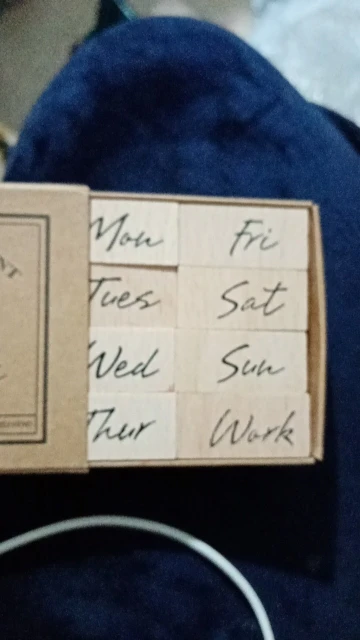 Mon
Tues
Wed
Thur
Fri
Sat
Sun
Work